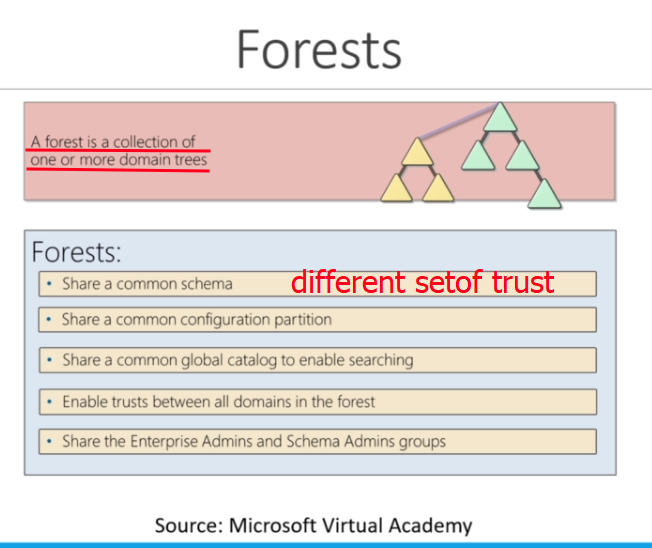 Forests
A forest is a collection of
one or more domain trees
Forests:
• Share a common schema different setof trust
• Share a common configuration partition
• Share a common global catalog to enable searching
• Enable trusts between all domains in the forest
• Share the Enterprise Admins and Schema Admins groups
Source: Microsoft Virtual Academy